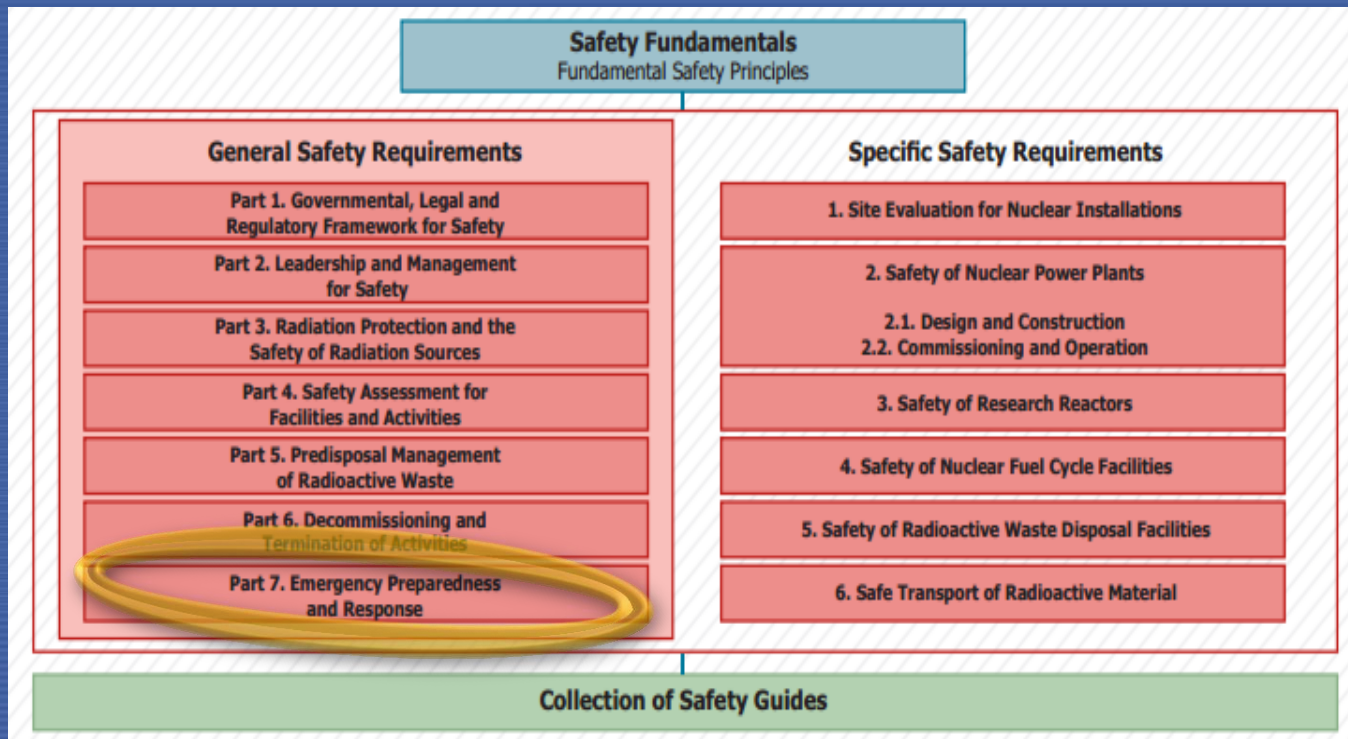 Safety Fundamentals
Fundamental Safety Principles
General Safety Requirements
Part 1. Governmental, Legal and
Regulatory Framework for Safety
Part 2. Leadership and Management
for Safety
Part 3. Radiation Protection and the
Safety of Radiation Sources
Part 4. Safety Assessment for
Facilities and Activities
Part 5. Predisposal Management
of Radioactive Waste
Part 6. Decommissioning and
Termination of Activities
Part 7. Emergency Preparedness
and Response
Specific Safety Requirements
1. Site Evaluation for Nuclear Installations
2. Safety of Nuclear Power Plants
2.1. Design and Construction
2.2. Commissioning and Operation
3. Safety of Research Reactors
4. Safety of Nuclear Fuel Cycle Facilities
5. Safety of Radioactive Waste Disposal Facilities
6. Safe Transport of Radioactive Material
Collection of Safety Guides